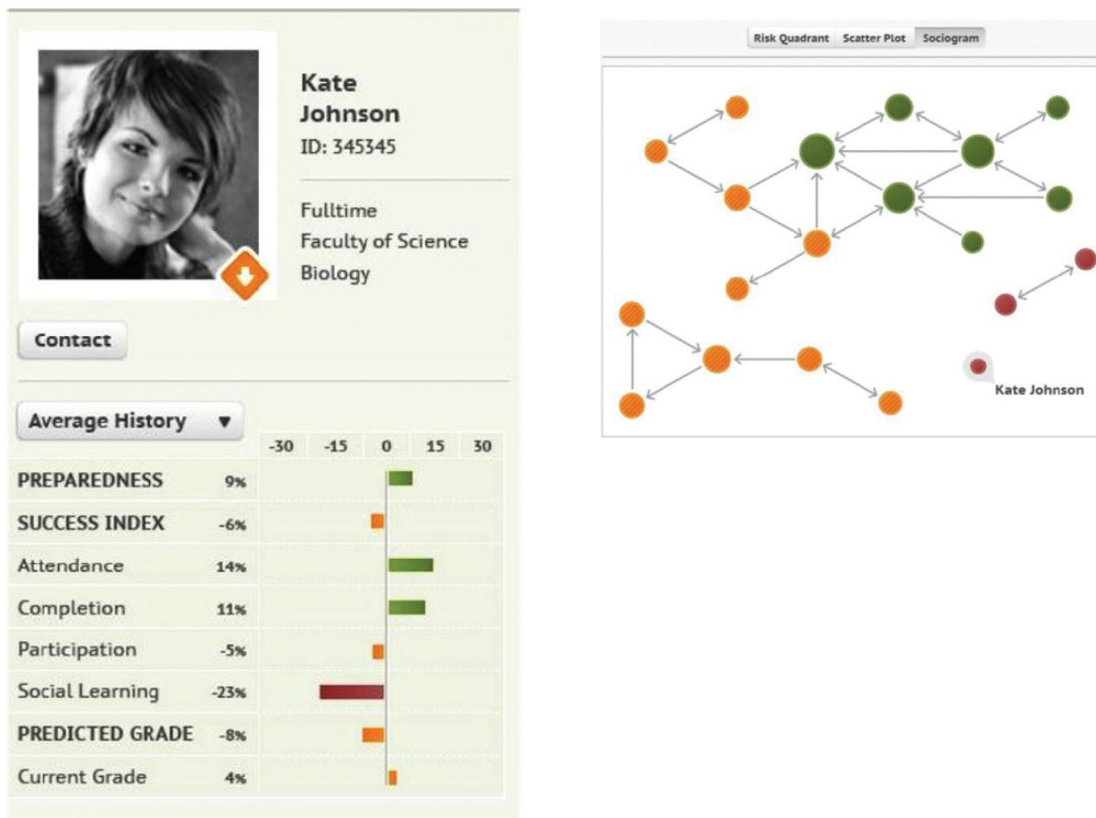 Kate
Johnson
ID: 345345
Fulltime
Faculty of Science
Biology
Contact
Average History ▼
-30 -15 0 15 30
PREPAREDNESS 9%
SUCCESS INDEX -6%
Attendance 14%
Completion 11%
Participation -5%
Social Learning -23%
PREDICTED GRADE -8%
Current Grade 4%
Risk Quadrant Scatter Plot Sociogram
Kate Johnson